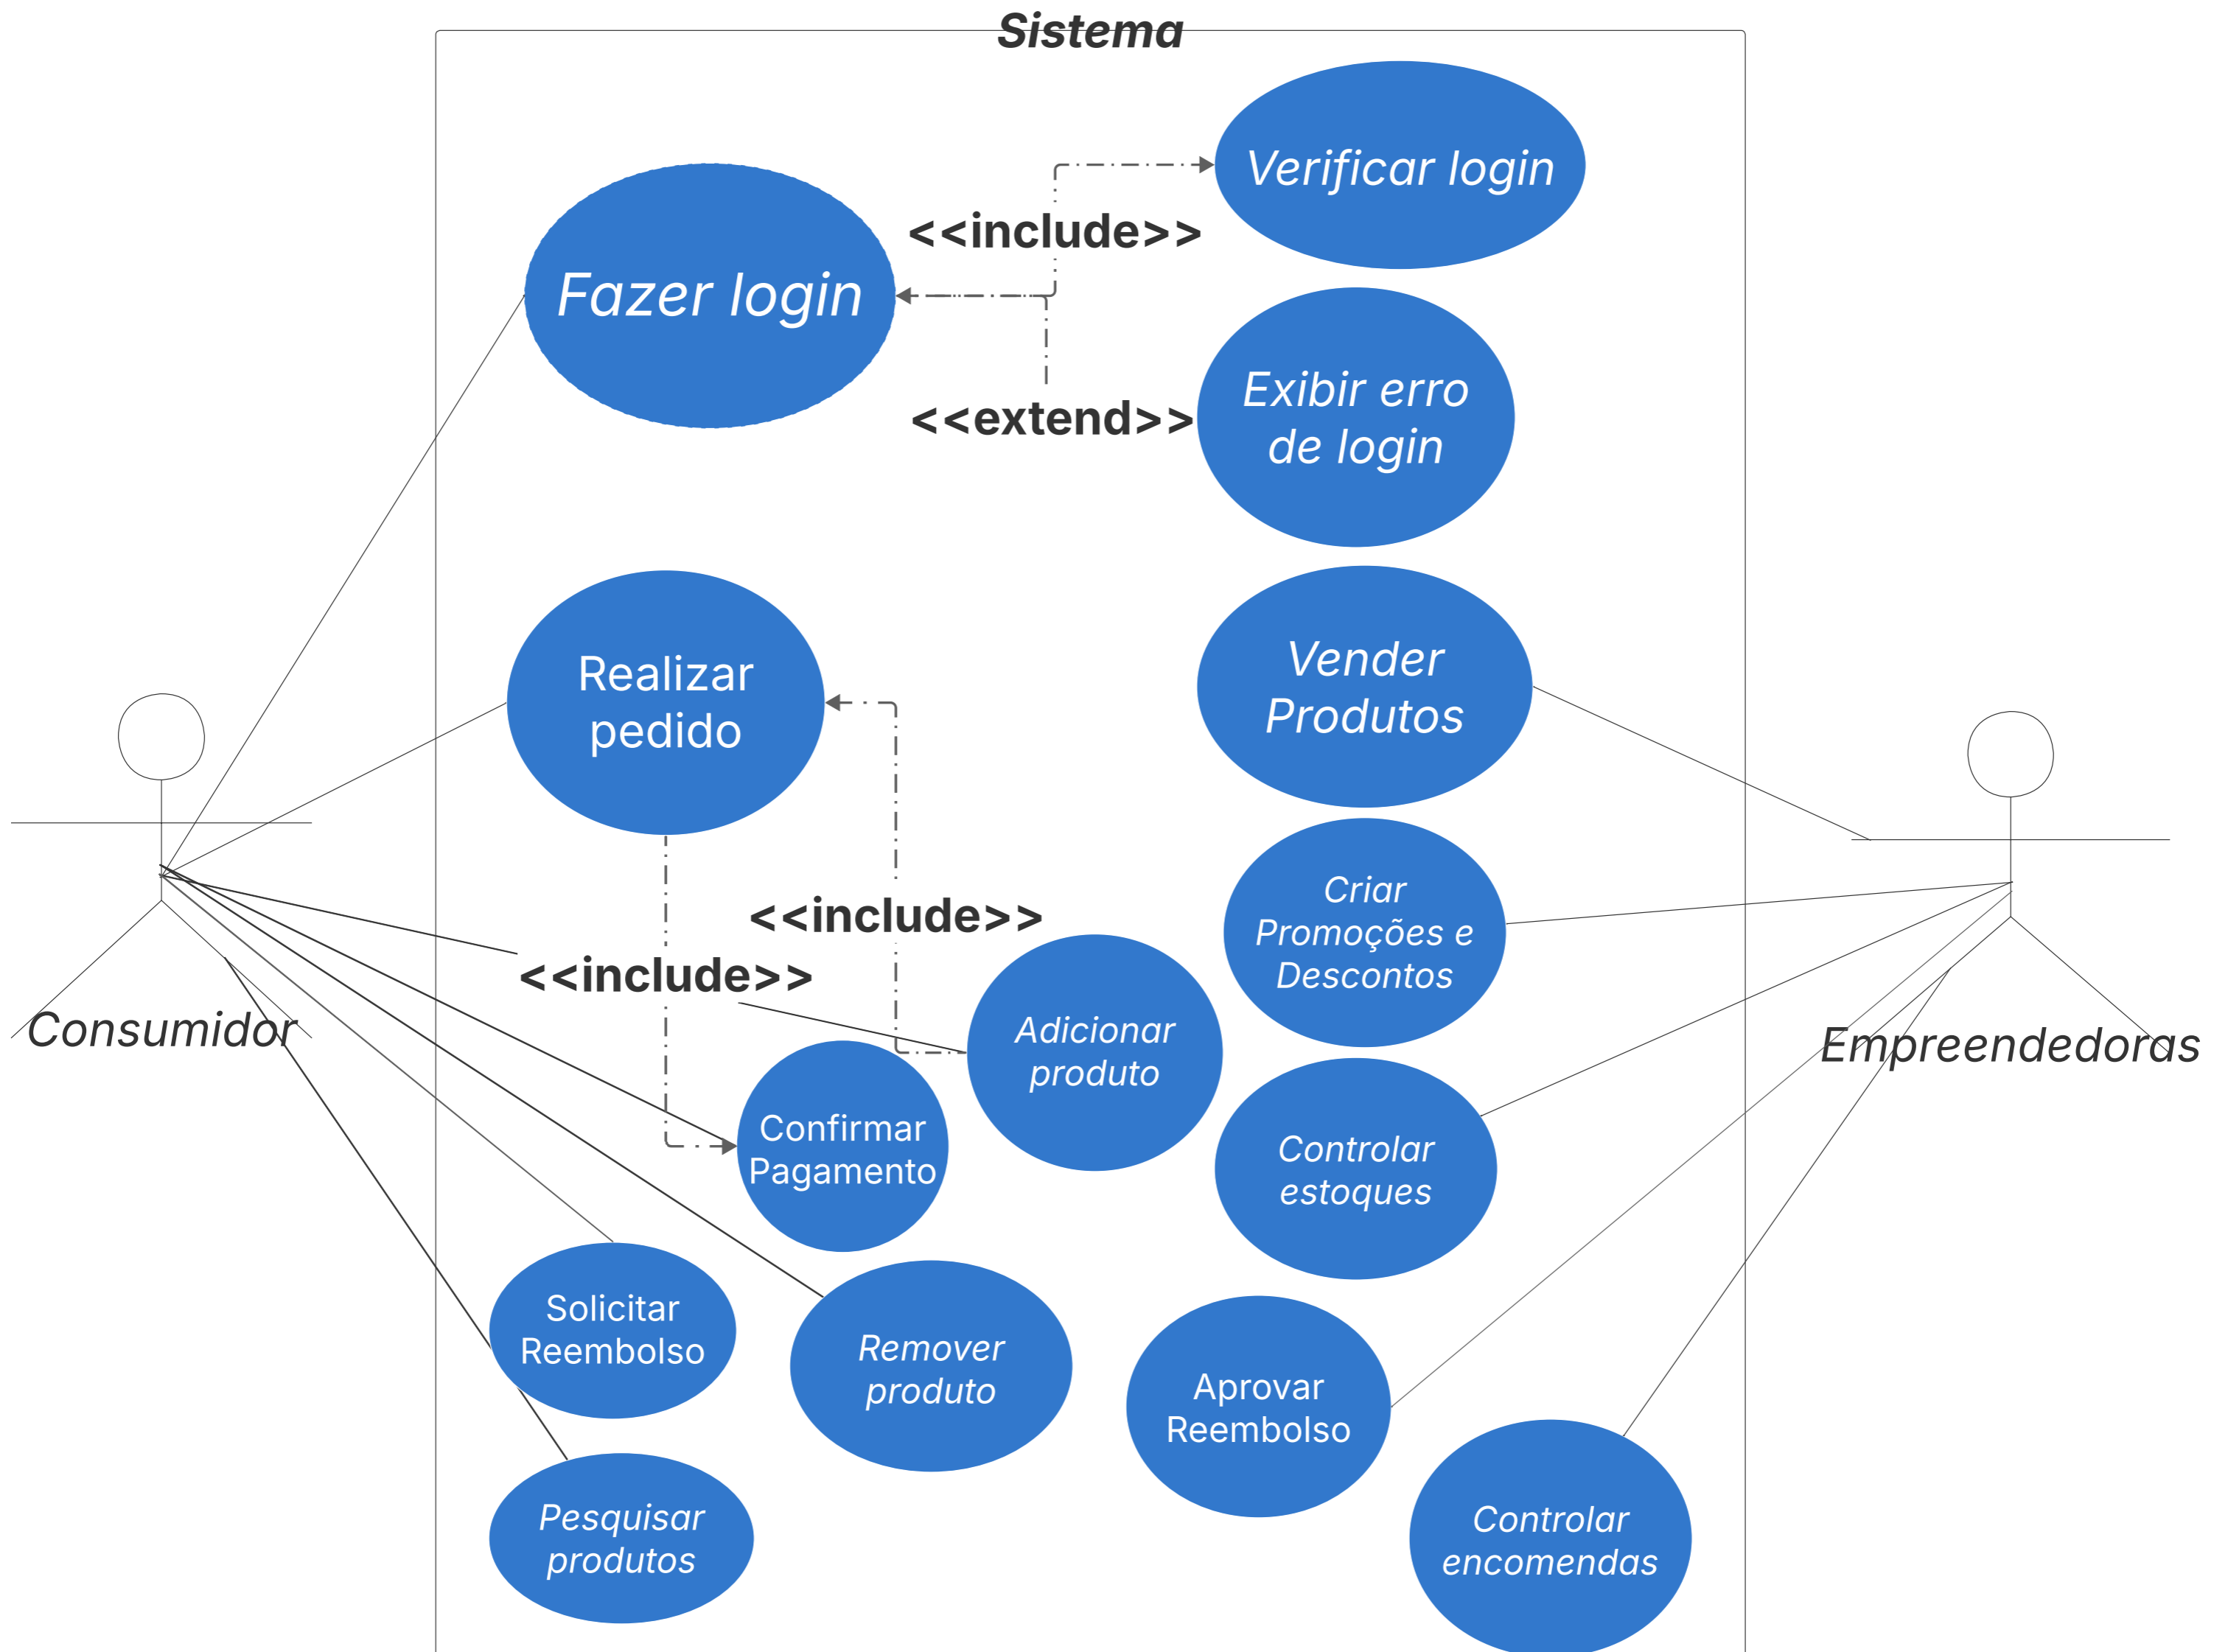 Sistema
Verificar login
<<include>>
Fazer login
Exibir erro
de login
<<extend>>
Vender
Produtos
Realizar
pedido
Criar
Promoções e
Descontos
<<include>>
<<include>>
Consumidor
Adicionar
produto
Empreendedoras
Confirmar
Pagamento
Controlar
estoques
Solicitar
Reembolso
Remover
produto
Aprovar
Reembolso
Pesquisar
produtos
Controlar
encomendas